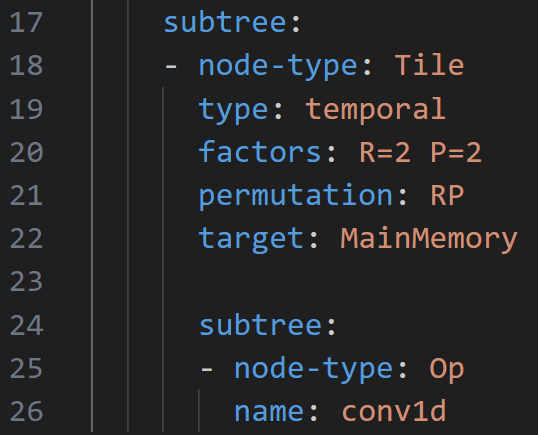 17 subtree:
18 - node-type: Tile
19 type: temporal
20 factors: R=2 P=2
21 permutation: RP
22 target: MainMemory
23
24 subtree:
25 - node-type: Op
26 name: conv1d